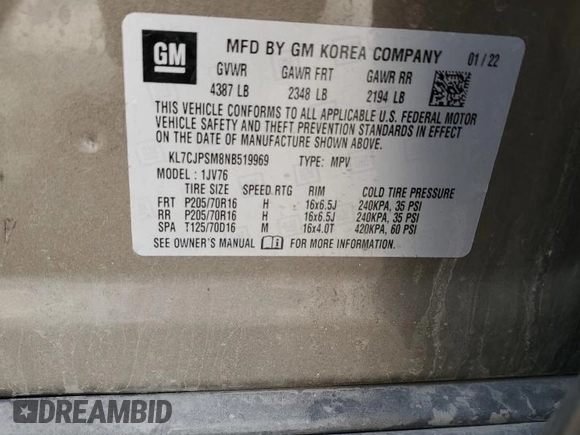 GM
MFD BY GM KOREA COMPANY 01/22
GVWR GAWR FRT GAWR RR
4387 LB 2348 LB 2194 LB
THIS VEHICLE CONFORMS TO ALL APPLICABLE U.S. FEDERAL MOTOR
VEHICLE SAFETY AND THEFT PREVENTION STANDARDS IN EFFECT
ON THE DATE OF MANUFACTURE SHOWN ABOVE.
KL7CJPSM8NB519969 TYPE: MPV
MODEL: 1JV76
TIRE SIZE SPEED RTG RIM COLD TIRE PRESSURE
FRT P205/70R16 H 16x6.5J 240KPA, 35 PSI
RR P205/70R16 H 16x6.5J 240KPA, 35 PSI
SPA T125/70D16 M 16x4.0T 420KPA, 60 PSI
SEE OWNER'S MANUAL FOR MORE INFORMATION.
DREAMBID